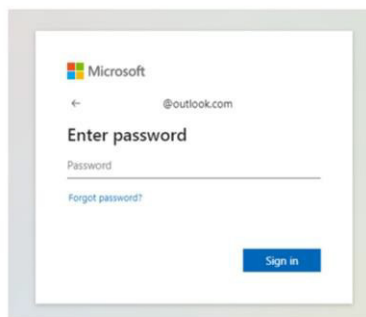 Microsoft
← @outlook.com
Enter password
Password
Forgot password?
Sign in